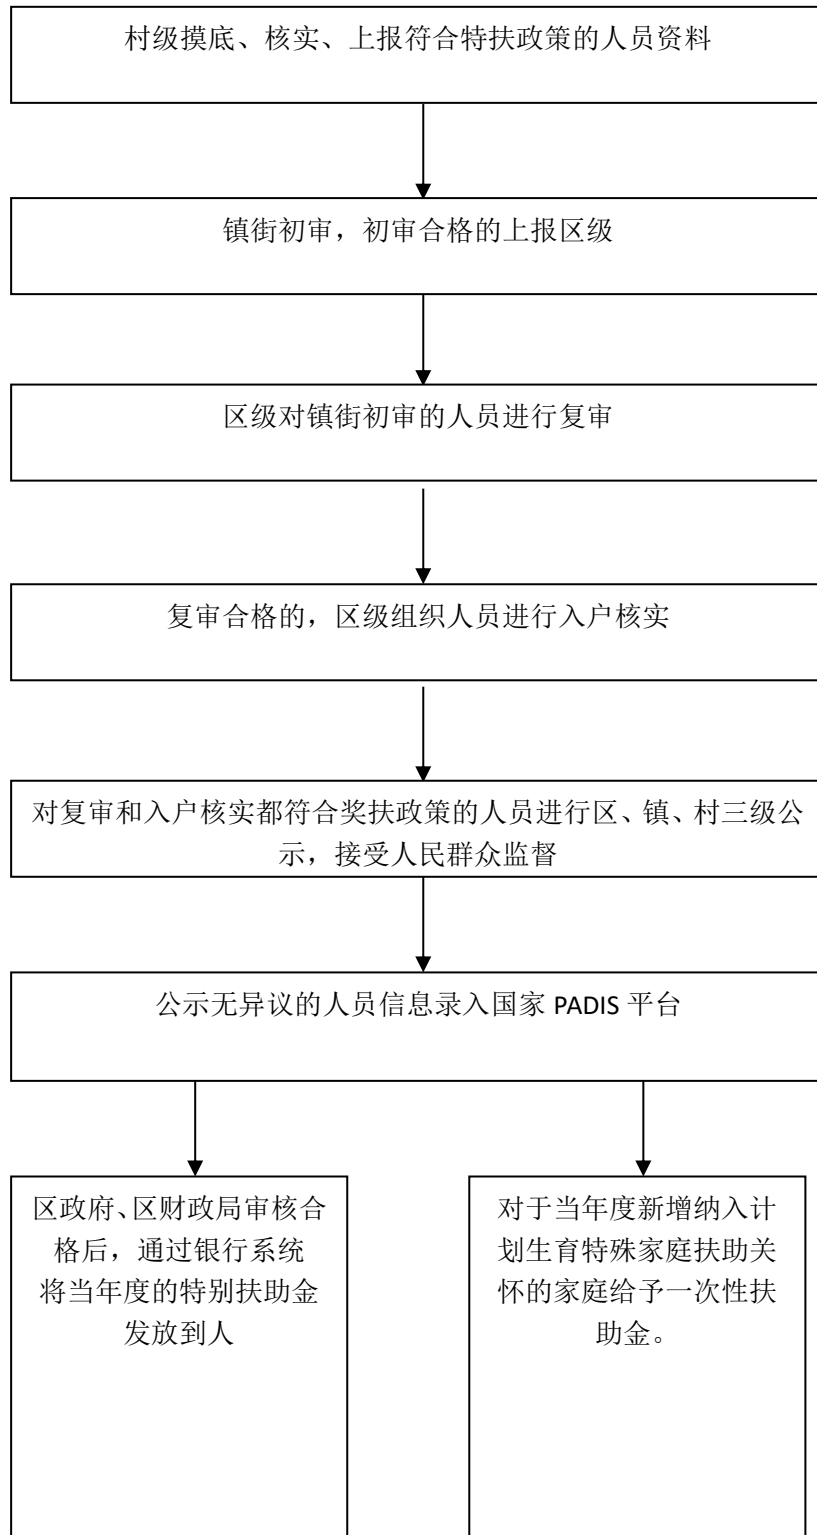 村级摸底、核实、上报符合特扶政策的人员资料
镇街初审，初审合格的上报区级
区级对镇街初审的人员进行复审
复审合格的，区级组织人员进行入户核实
对复审和入户核实都符合奖扶政策的人员进行区、镇、村三级公
示，接受人民群众监督
公示无异议的人员信息录入国家 PADIS 平台
区政府、区财政局审核合
格后，通过银行系统
将当年度的特别扶助金
发放到人
对于当年度新增纳入计
划生育特殊家庭扶助关
怀的家庭给予一次性扶
助金。